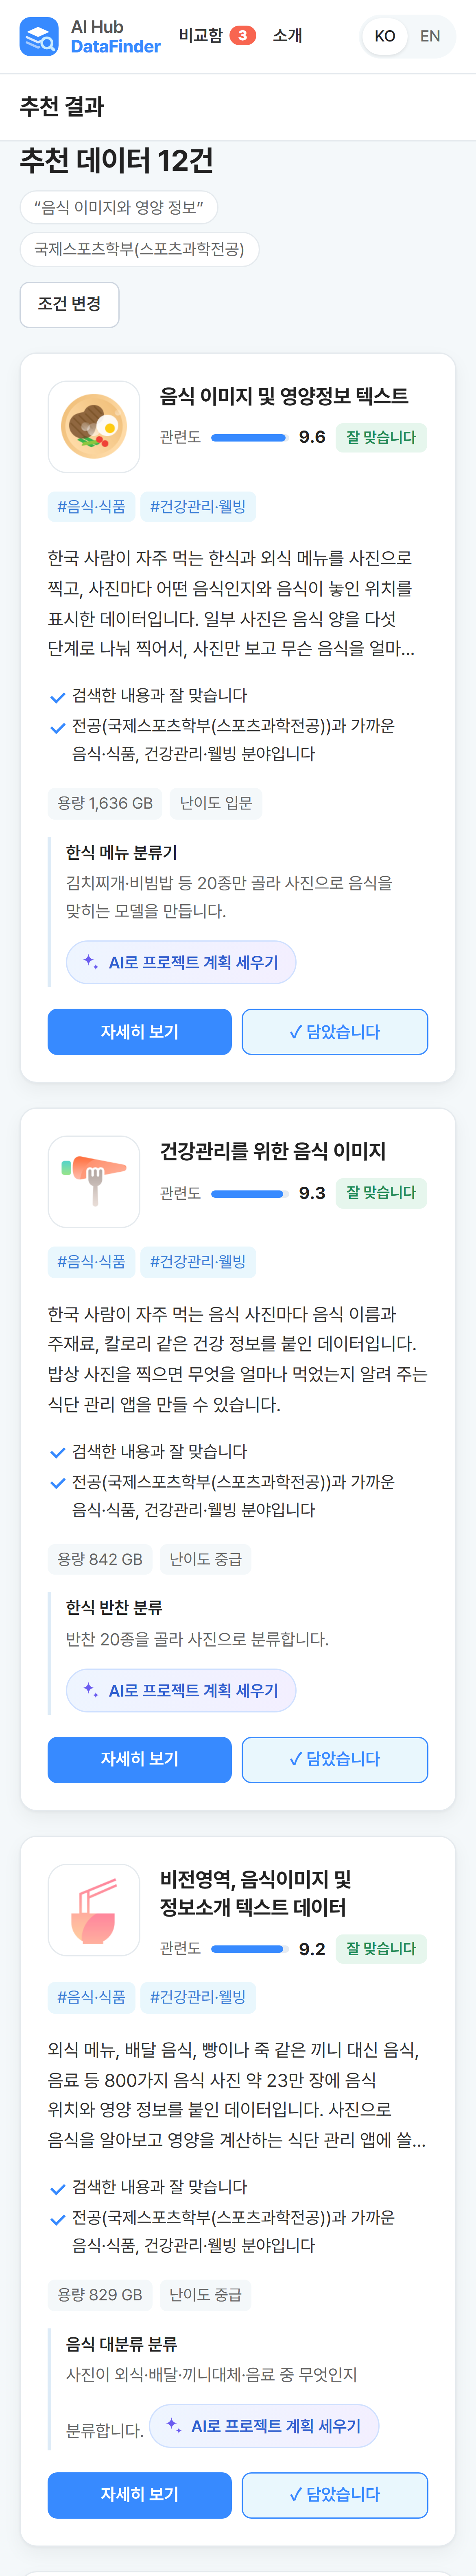 AI Hub
DataFinder
비교함 3 소개
KO EN
추천 결과
추천 데이터 12건
“음식 이미지와 영양 정보”
국제스포츠학부(스포츠과학전공)
조건 변경
음식 이미지 및 영양정보 텍스트
관련도 9.6 잘 맞습니다
#음식·식품 #건강관리·웰빙
한국 사람이 자주 먹는 한식과 외식 메뉴를 사진으로
찍고, 사진마다 어떤 음식인지와 음식이 놓인 위치를
표시한 데이터입니다. 일부 사진은 음식 양을 다섯
단계로 나눠 찍어서, 사진만 보고 무슨 음식을 얼마...
검색한 내용과 잘 맞습니다
전공(국제스포츠학부(스포츠과학전공))과 가까운
음식·식품, 건강관리·웰빙 분야입니다
용량 1,636 GB 난이도 입문
한식 메뉴 분류기
김치찌개·비빔밥 등 20종만 골라 사진으로 음식을
맞히는 모델을 만듭니다.
AI로 프로젝트 계획 세우기
자세히 보기 ✓ 담았습니다
건강관리를 위한 음식 이미지
관련도 9.3 잘 맞습니다
#음식·식품 #건강관리·웰빙
한국 사람이 자주 먹는 음식 사진마다 음식 이름과
주재료, 칼로리 같은 건강 정보를 붙인 데이터입니다.
밥상 사진을 찍으면 무엇을 얼마나 먹었는지 알려 주는
식단 관리 앱을 만들 수 있습니다.
검색한 내용과 잘 맞습니다
전공(국제스포츠학부(스포츠과학전공))과 가까운
음식·식품, 건강관리·웰빙 분야입니다
용량 842 GB 난이도 중급
한식 반찬 분류
반찬 20종을 골라 사진으로 분류합니다.
AI로 프로젝트 계획 세우기
자세히 보기 ✓ 담았습니다
비전영역, 음식이미지 및
정보소개 텍스트 데이터
관련도 9.2 잘 맞습니다
#음식·식품 #건강관리·웰빙
외식 메뉴, 배달 음식, 빵이나 죽 같은 끼니 대신 음식,
음료 등 800가지 음식 사진 약 23만 장에 음식
위치와 영양 정보를 붙인 데이터입니다. 사진으로
음식을 알아보고 영양을 계산하는 식단 관리 앱에 쓸...
검색한 내용과 잘 맞습니다
전공(국제스포츠학부(스포츠과학전공))과 가까운
음식·식품, 건강관리·웰빙 분야입니다
용량 829 GB 난이도 중급
음식 대분류 분류
사진이 외식·배달·끼니대체·음료 중 무엇인지
분류합니다. AI로 프로젝트 계획 세우기
자세히 보기 ✓ 담았습니다